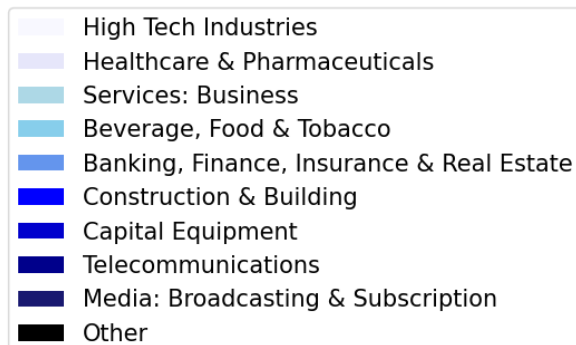 High Tech Industries
Healthcare & Pharmaceuticals
Services: Business
Beverage, Food & Tobacco
Banking, Finance, Insurance & Real Estate
Construction & Building
Capital Equipment
Telecommunications
Media: Broadcasting & Subscription
Other